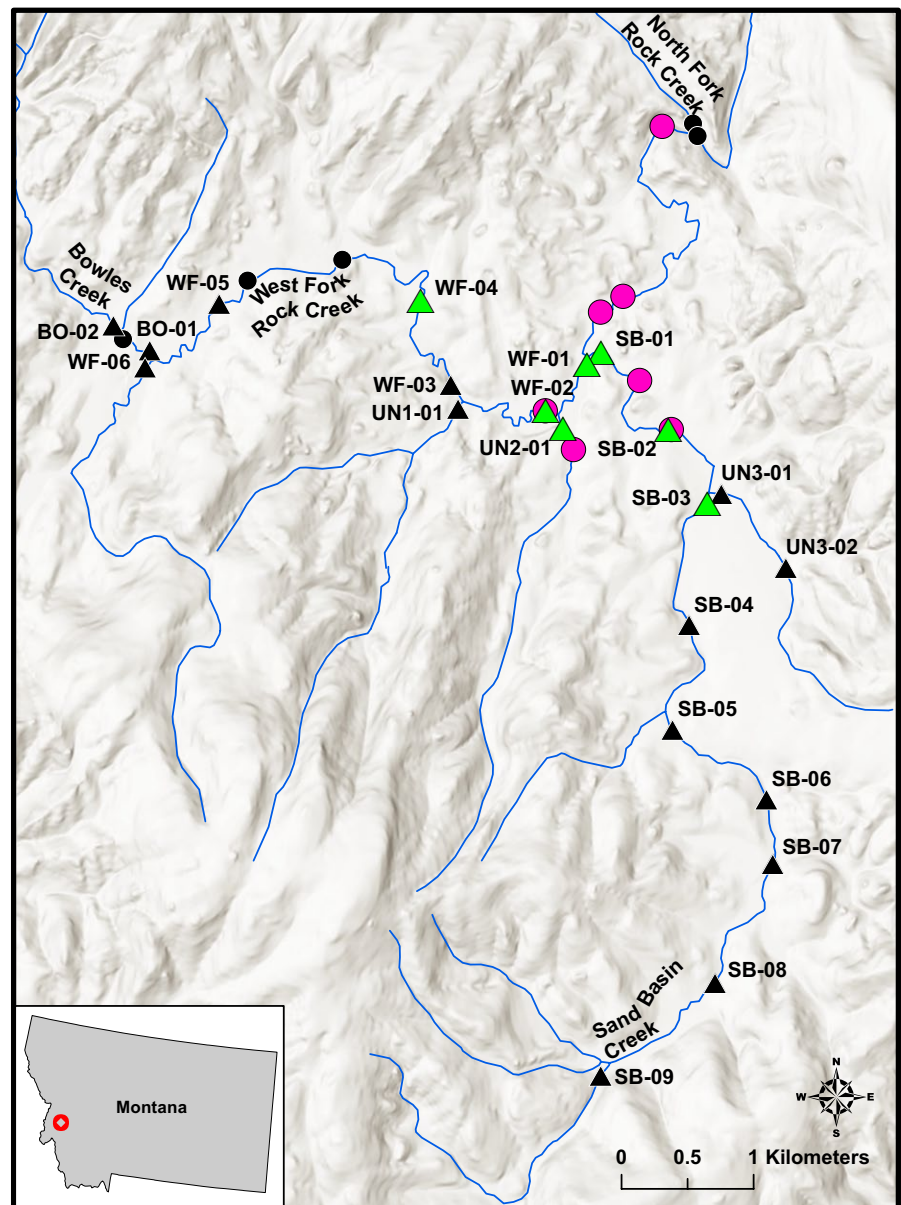 North Fork
Rock Creek
Bowles
Creek
WF-05
West Fork
Rock Creek
WF-04
BO-02
BO-01
WF-06
SB-01
WF-01
WF-03
WF-02
UN1-01
UN2-01
SB-02
UN3-01
SB-03
UN3-02
SB-04
SB-05
SB-06
SB-07
SB-08
Sand Basin
Creek
SB-09
Montana
N
W
E
S
0 0.5 1 Kilometers